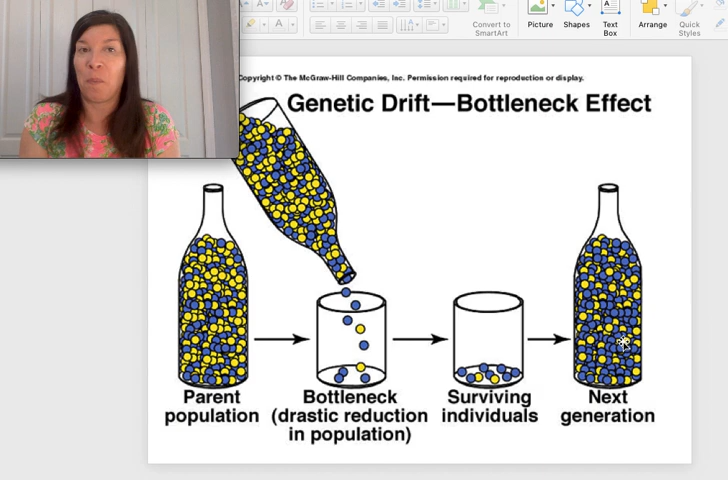 Convert to
SmartArt
Picture
Shapes
Text
Box
Arrange
Quick
Styles
Copyright © The McGraw-Hill Companies, Inc. Permission required for reproduction or display.
Genetic Drift—Bottleneck Effect
Parent
population
Bottleneck
(drastic reduction
in population)
Surviving
individuals
Next
generation